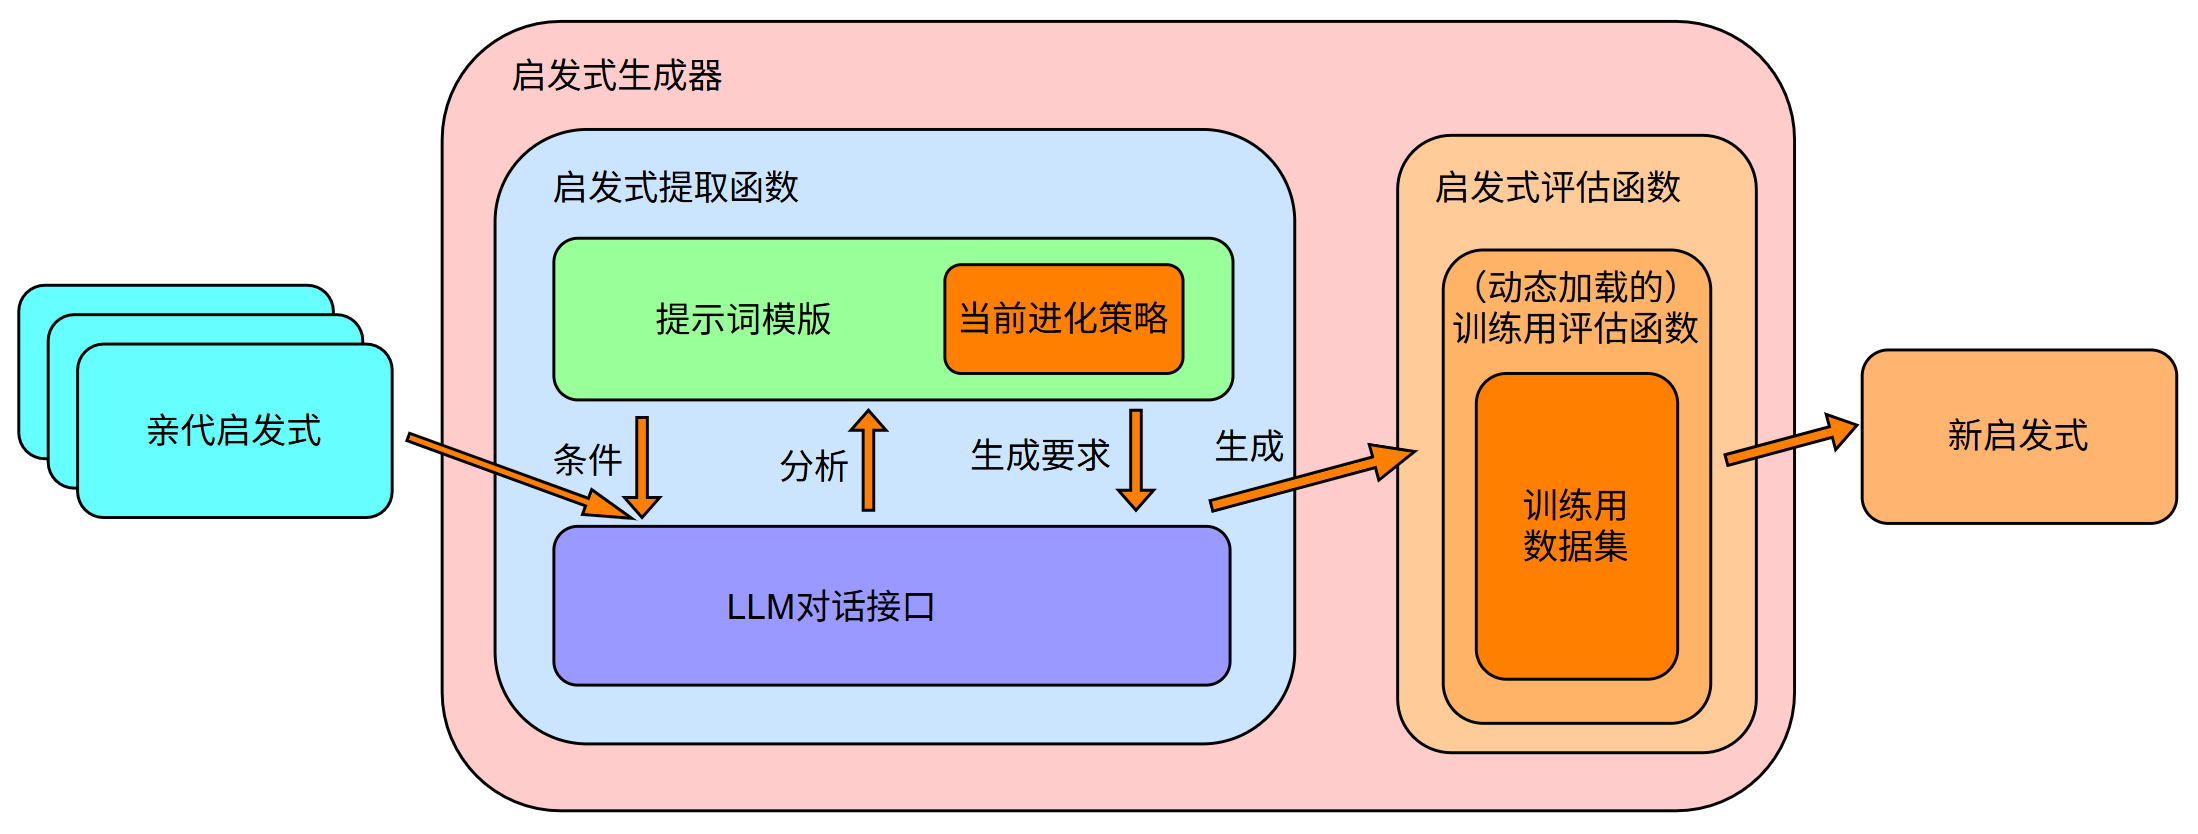 启发式生成器
启发式提取函数
启发式评估函数
提示词模版
当前进化策略
（动态加载的）
训练用评估函数
亲代启发式
条件
分析
生成要求
生成
训练用
数据集
新启发式
LLM对话接口